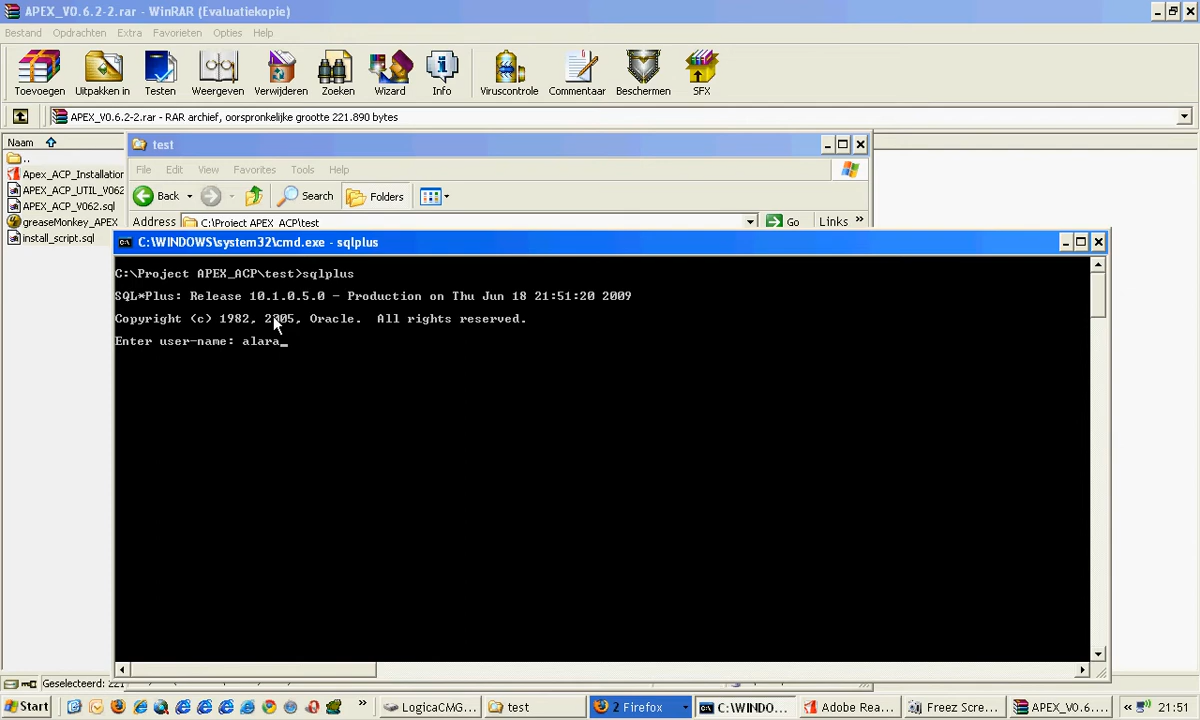 APEX_V0.6.2-2.rar - WinRAR (Evaluatiekopie)
Bestand Opdrachten Extra Favorieten Opties Help
Toevoegen Uitpakken in Testen Weergeven Verwijderen Zoeken Wizard Info Viruscontrole Commentaar Beschermen SFX
APEX_V0.6.2-2.rar - RAR archief, oorspronkelijke grootte 221.890 bytes
Naam
..
Apex_ACP_Installation
APEX_ACP_UTIL_V062
APEX_ACP_V062.sql
greaseMonkey_APEX
install_script.sql
test
File Edit View Favorites Tools Help
Back Search Folders
Address C:\Project APEX_ACP\test Go Links »
C:\WINDOWS\system32\cmd.exe - sqlplus
C:\Project APEX_ACP\test>sqlplus
SQL*Plus: Release 10.1.0.5.0 - Production on Thu Jun 18 21:51:20 2009
Copyright (c) 1982, 2005, Oracle.  All rights reserved.
Enter user-name: alara_
Geselecteerd: 221
Start » LogicaCMG... test 2 Firefox C:\WINDO... Adobe Rea... Freez Scre... APEX_V0.6.... « 21:51